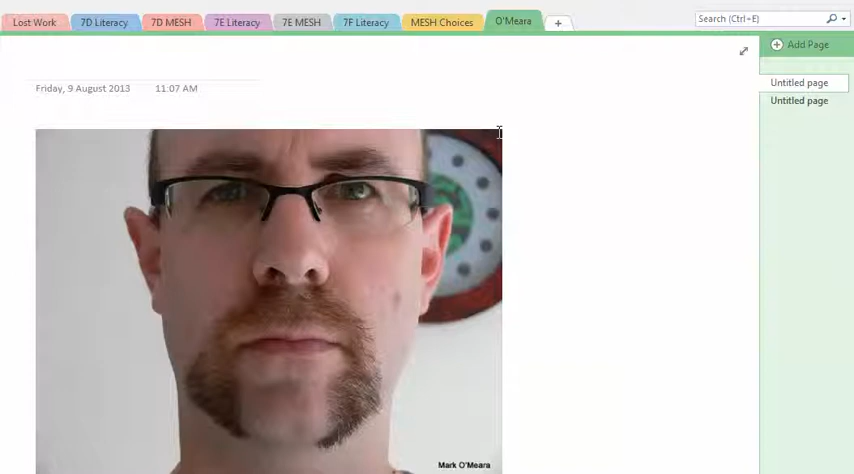 Lost Work 7D Literacy 7D MESH 7E Literacy 7E MESH 7F Literacy MESH Choices O'Meara + Search (Ctrl+E)
Add Page
Friday, 9 August 2013 11:07 AM
Untitled page
Untitled page
Mark O'Meara